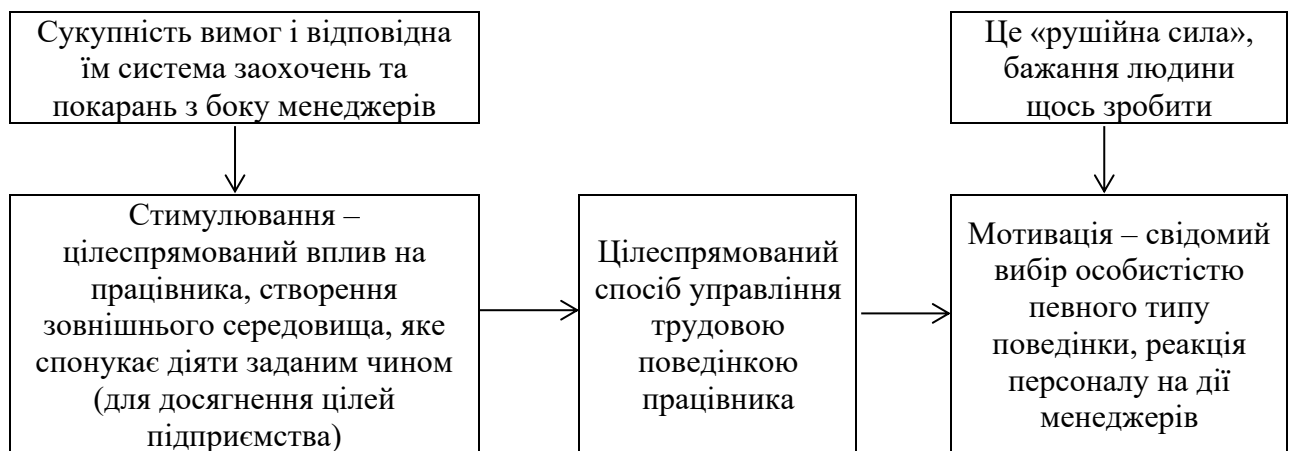 Сукупність вимог і відповідна
їм система заохочень та
покарань з боку менеджерів
Це «рушійна сила»,
бажання людини
щось зробити
Стимулювання –
цілеспрямований вплив на
працівника, створення
зовнішнього середовища, яке
спонукає діяти заданим чином
(для досягнення цілей
підприємства)
Цілеспрямований
спосіб управління
трудовою
поведінкою
працівника
Мотивація – свідомий
вибір особистістю
певного типу
поведінки, реакція
персоналу на дії
менеджерів